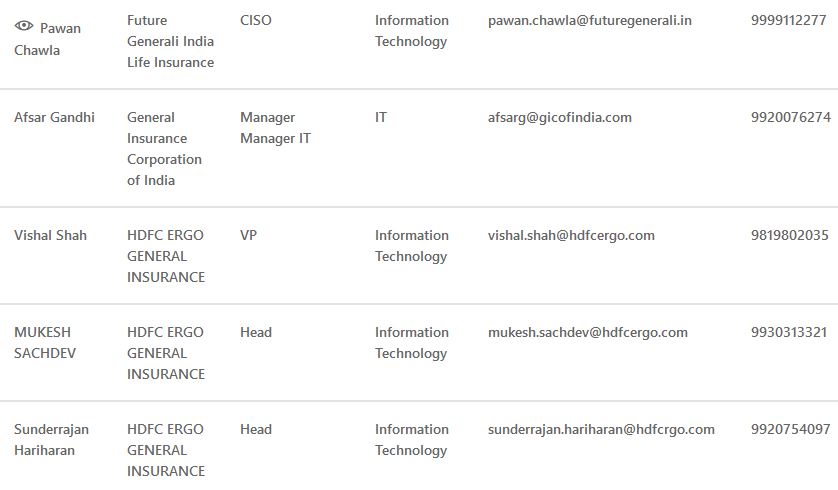 Pawan Chawla
Future Generali India Life Insurance
CISO
Information Technology
pawan.chawla@futuregenerali.in
9999112277
Afsar Gandhi
General Insurance Corporation of India
Manager Manager IT
IT
afsarg@gicofindia.com
9920076274
Vishal Shah
HDFC ERGO GENERAL INSURANCE
VP
Information Technology
vishal.shah@hdfcergo.com
9819802035
MUKESH SACHDEV
HDFC ERGO GENERAL INSURANCE
Head
Information Technology
mukesh.sachdev@hdfcergo.com
9930313321
Sunderrajan Hariharan
HDFC ERGO GENERAL INSURANCE
Head
Information Technology
sunderrajan.hariharan@hdfcrgo.com
9920754097